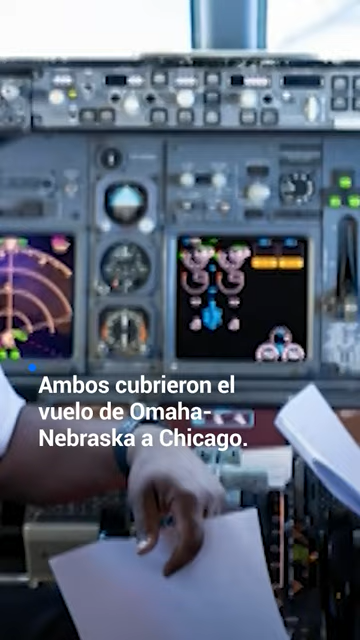 Ambos cubrieron el
vuelo de Omaha-
Nebraska a Chicago.